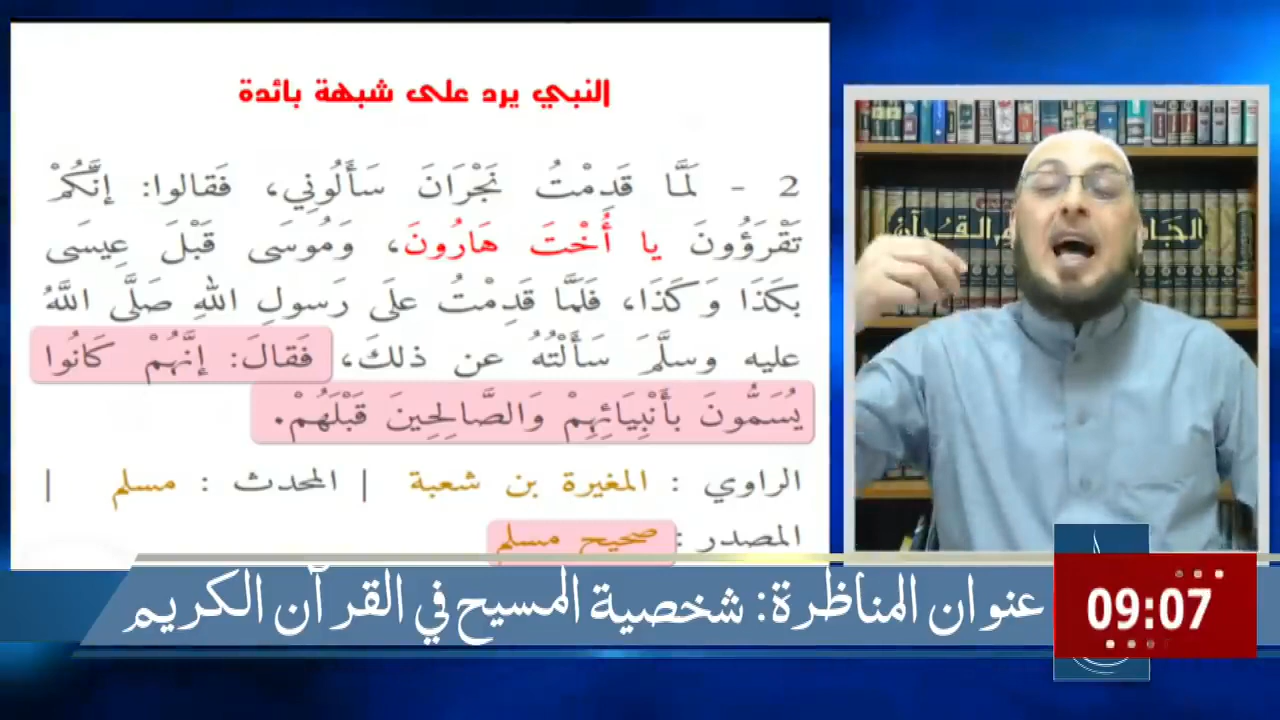 النبي يرد على شبهة بائدة
2 - لَمَّا قَدِمْتُ نَجْرَانَ سَأَلُونِي، فَقالوا: إنَّكُمْ
تَقْرَؤُونَ يا أُخْتَ هَارُونَ، وَمُوسَى قَبْلَ عِيسَى
بكَذَا وَكَذَا، فَلَمَّا قَدِمْتُ علَى رَسولِ اللهِ صَلَّى اللَّهُ
عليه وسلَّمَ سَأَلْتُهُ عن ذلكَ، فَقالَ: إنَّهُمْ كَانُوا
يُسَمُّونَ بأَنْبِيَائِهِمْ وَالصَّالِحِينَ قَبْلَهُمْ.
الراوي : المغيرة بن شعبة | المحدث : مسلم |
المصدر : صحيح مسلم
عنوان المناظرة: شخصية المسيح في القرآن الكريم
09:07